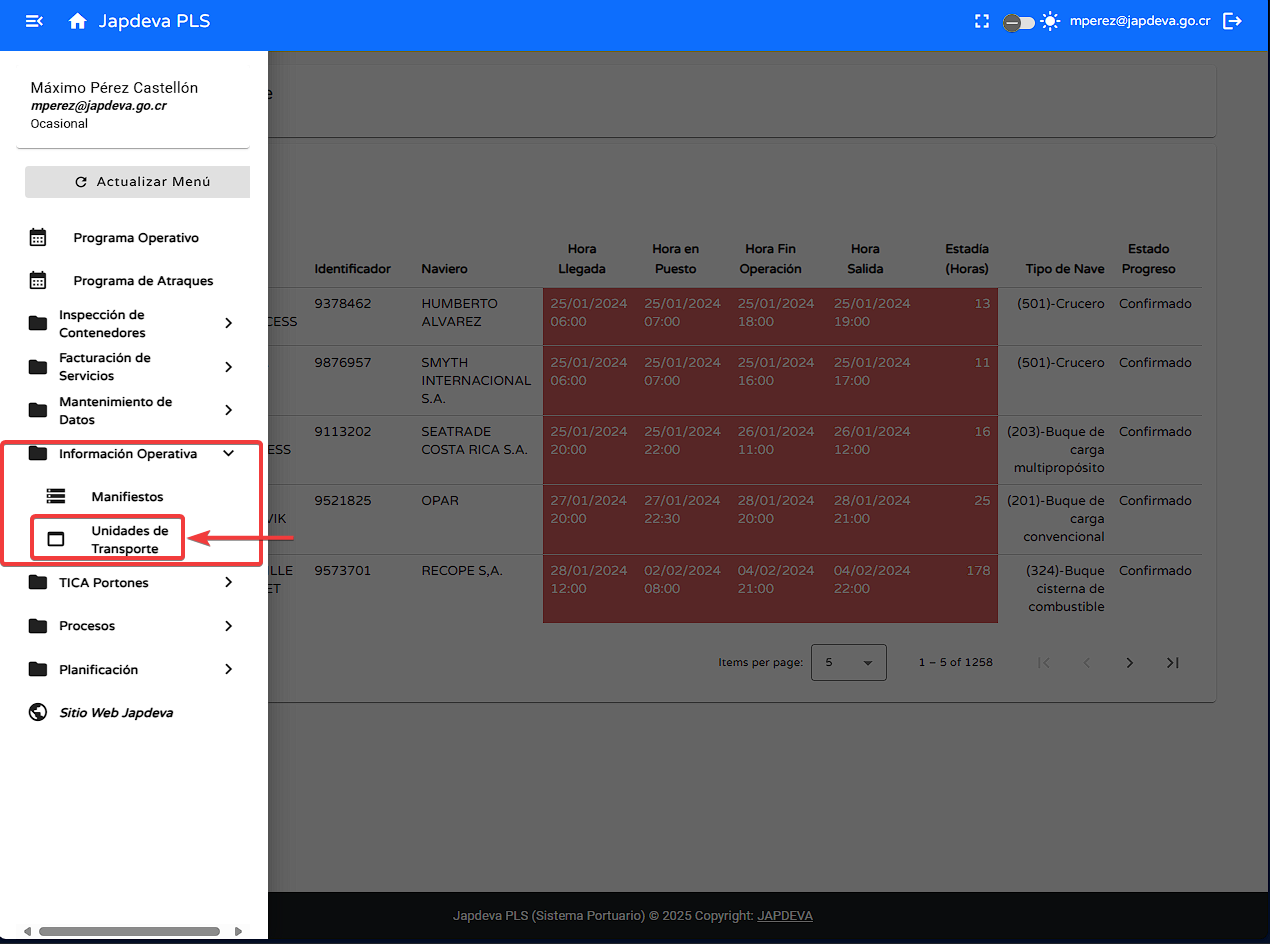 Japdeva PLS
mperez@japdeva.go.cr
Máximo Pérez Castellón
mperez@japdeva.go.cr
Ocasional
Actualizar Menú
Programa Operativo
Programa de Atraques
Inspección de
Contenedores
Facturación de
Servicios
Mantenimiento de
Datos
Información Operativa
Manifiestos
Unidades de
Transporte
TICA Portones
Procesos
Planificación
Sitio Web Japdeva
e
Hora Hora en Hora Fin Hora Estadía Estado
Identificador Naviero Llegada Puesto Operación Salida (Horas) Tipo de Nave Progreso
9378462 HUMBERTO 25/01/2024 25/01/2024 25/01/2024 25/01/2024 13 (501)-Crucero Confirmado
CESS ALVAREZ 06:00 07:00 18:00 19:00
9876957 SMYTH 25/01/2024 25/01/2024 25/01/2024 25/01/2024 11 (501)-Crucero Confirmado
INTERNACIONAL 06:00 07:00 16:00 17:00
S.A.
9113202 SEATRADE 25/01/2024 25/01/2024 26/01/2024 26/01/2024 16 (203)-Buque de Confirmado
ESS COSTA RICA S.A. 20:00 22:00 11:00 12:00 carga
multipropósito
9521825 OPAR 27/01/2024 27/01/2024 28/01/2024 28/01/2024 25 (201)-Buque de Confirmado
VIK 20:00 22:30 20:00 21:00 carga
convencional
LLE 9573701 RECOPE S,A. 28/01/2024 02/02/2024 04/02/2024 04/02/2024 178 (324)-Buque Confirmado
ET 12:00 08:00 21:00 22:00 cisterna de
combustible
Items per page: 5 1 – 5 of 1258
Japdeva PLS (Sistema Portuario) © 2025 Copyright: JAPDEVA